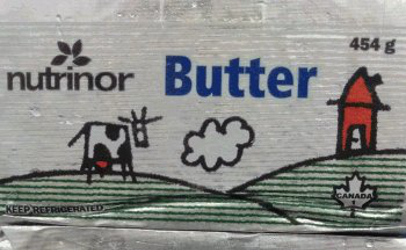 454 g
nutrinor
Butter
CANADA
KEEP REFRIGERATED